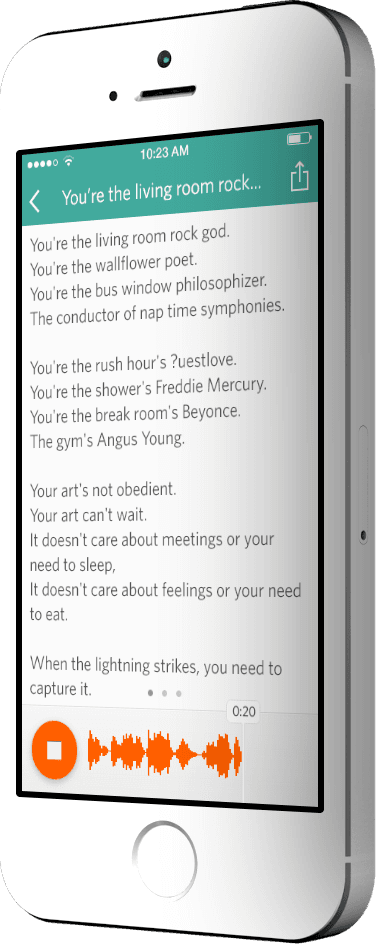 10:23 AM
You're the living room rock...
You're the living room rock god.
You're the wallflower poet.
You're the bus window philosophizer.
The conductor of nap time symphonies.
You're the rush hour's ?uestlove.
You're the shower's Freddie Mercury.
You're the break room's Beyonce.
The gym's Angus Young.
Your art's not obedient.
Your art can't wait.
It doesn't care about meetings or your
need to sleep,
It doesn't care about feelings or your need
to eat.
When the lightning strikes, you need to
capture it.
0:20